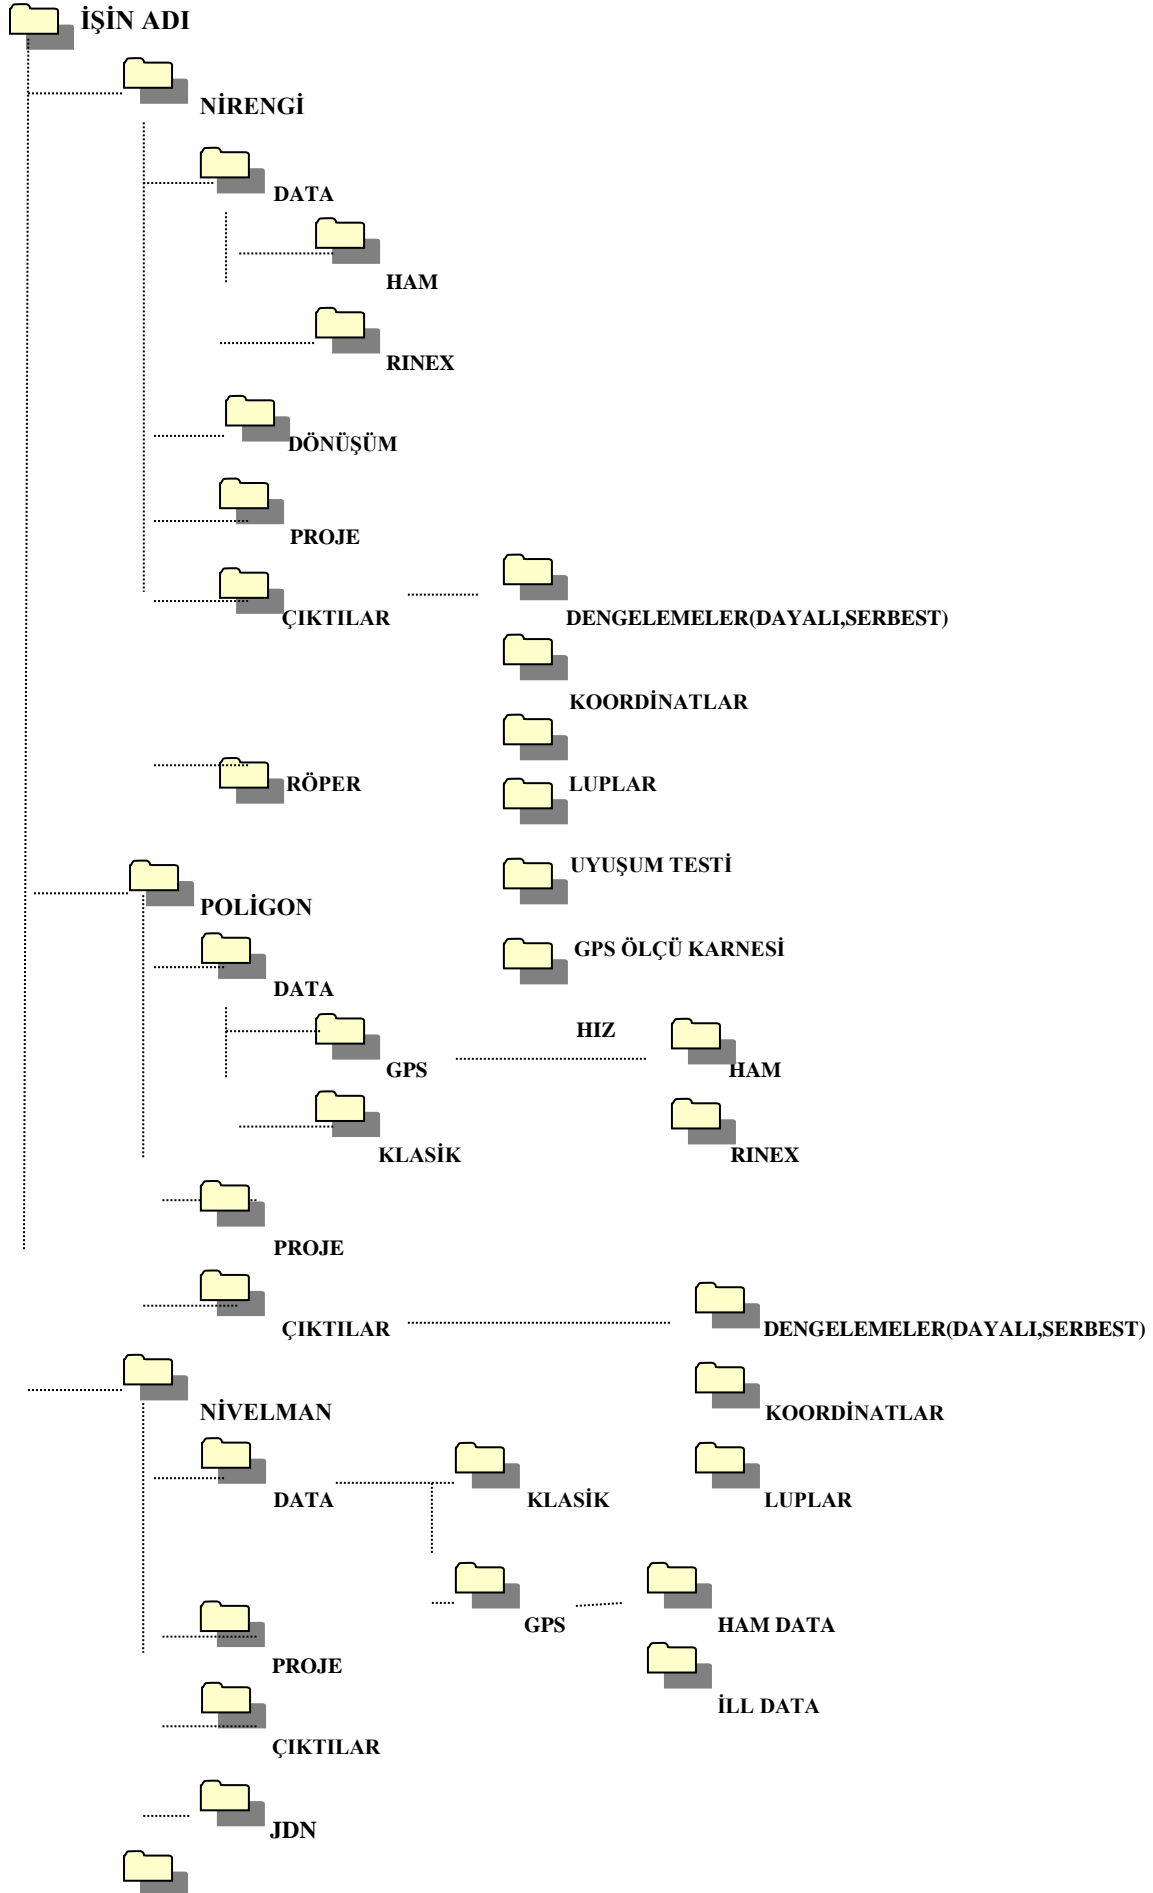 İŞİN ADI
NİRENGİ
DATA
HAM
RINEX
DÖNÜŞÜM
PROJE
ÇIKTILAR
DENGELEMELER(DAYALI,SERBEST)
KOORDİNATLAR
RÖPER
LUPLAR
UYUŞUM TESTİ
POLİGON
GPS ÖLÇÜ KARNESİ
DATA
HIZ
GPS
HAM
KLASİK
RINEX
PROJE
ÇIKTILAR
DENGELEMELER(DAYALI,SERBEST)
NİVELMAN
KOORDİNATLAR
DATA
KLASİK
LUPLAR
GPS
HAM DATA
PROJE
İLL DATA
ÇIKTILAR
JDN